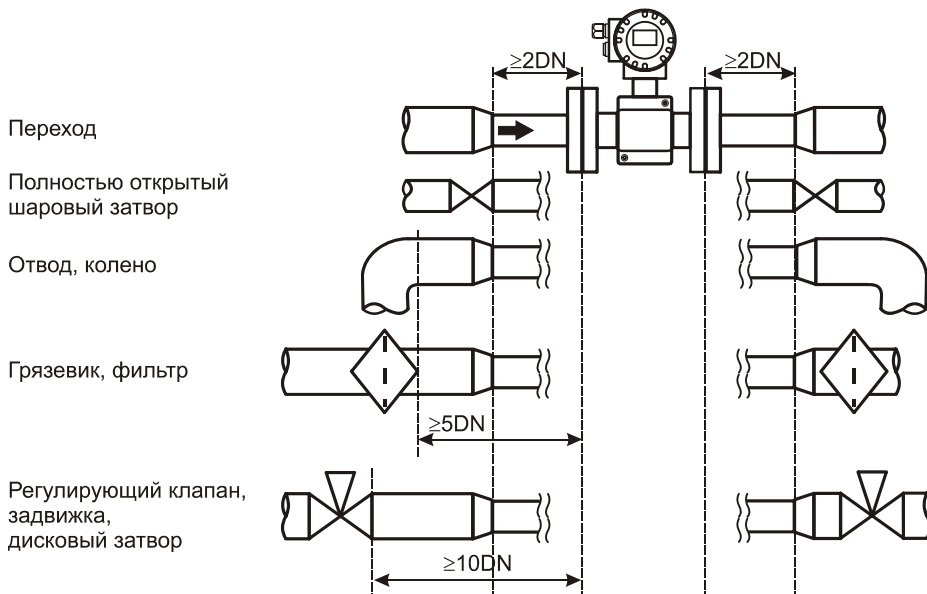 ≥2DN
≥2DN
Переход
Полностью открытый
шаровый затвор
Отвод, колено
Грязевик, фильтр
≥5DN
Регулирующий клапан,
задвижка,
дисковый затвор
≥10DN